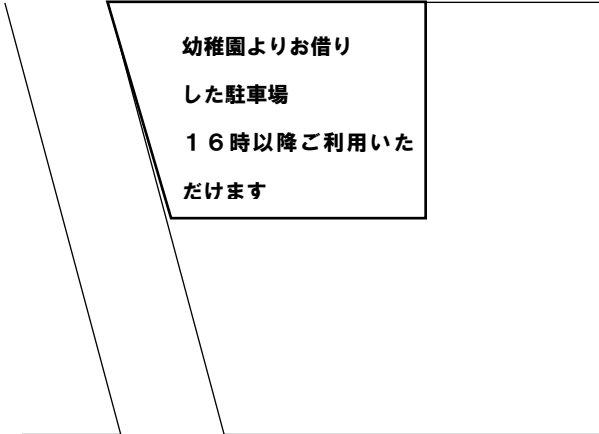 幼稚園よりお借り
した駐車場
１６時以降ご利用いた
だけます